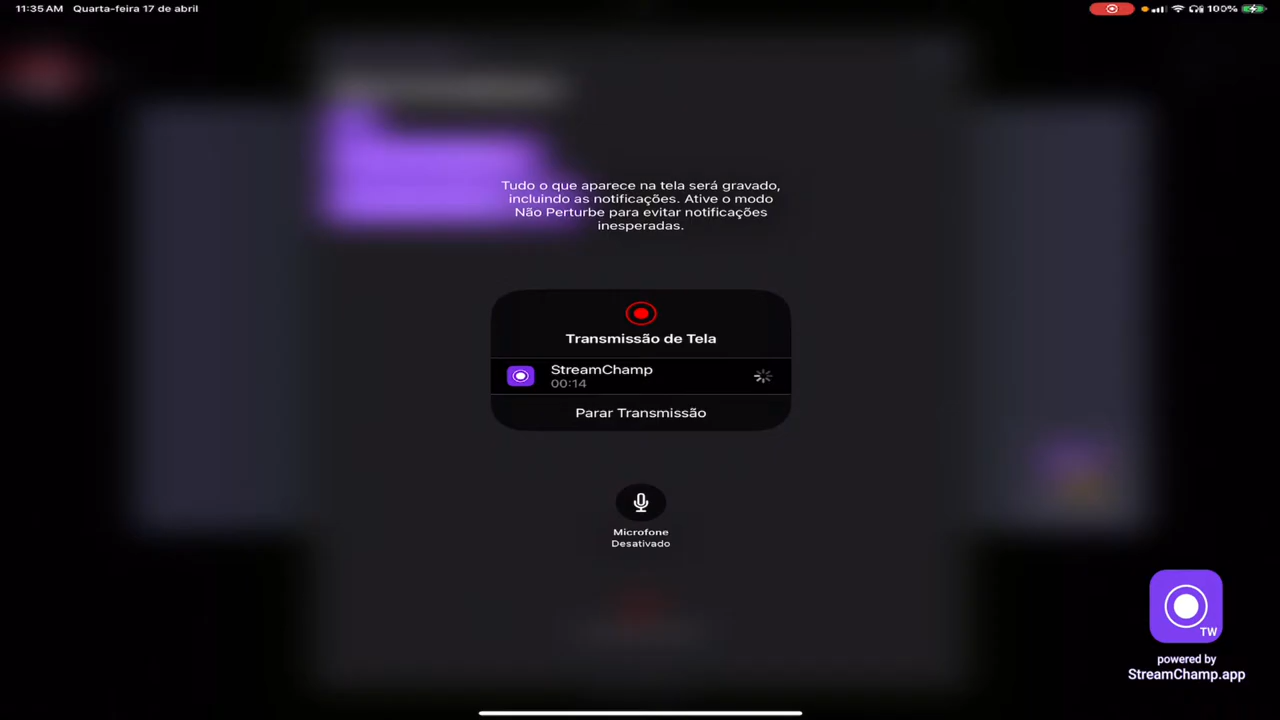 11:35 AM Quarta-feira 17 de abril
100%
Tudo o que aparece na tela será gravado,
incluindo as notificações. Ative o modo
Não Perturbe para evitar notificações
inesperadas.
Transmissão de Tela
StreamChamp
00:14
Parar Transmissão
Microfone
Desativado
TW
powered by
StreamChamp.app